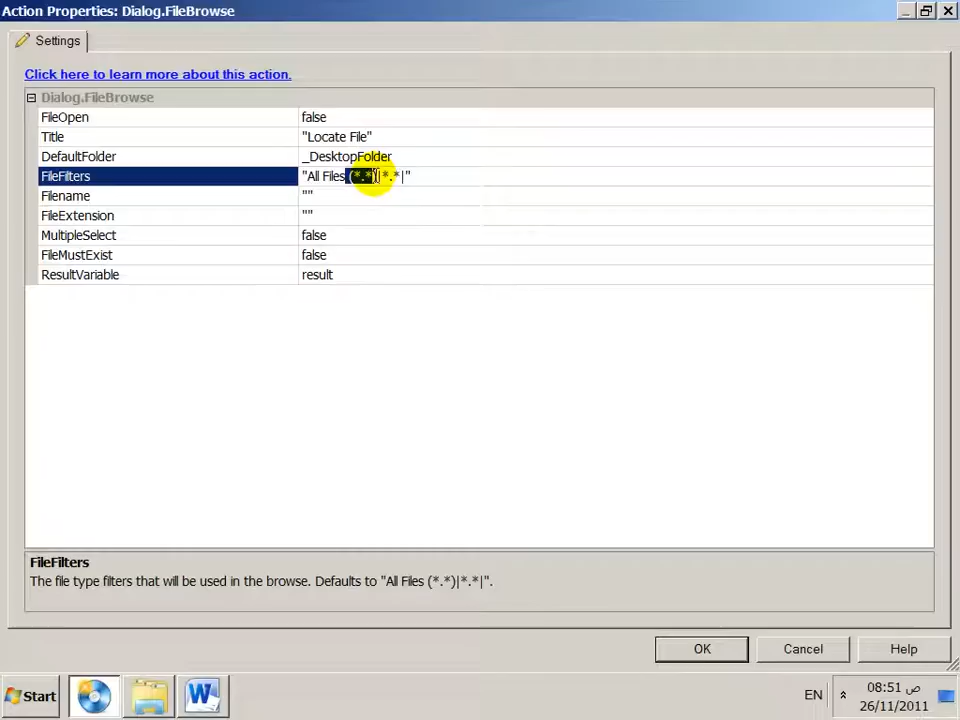 Action Properties: Dialog.FileBrowse
Settings
Click here to learn more about this action.
Dialog.FileBrowse
FileOpen false
Title "Locate File"
DefaultFolder _DesktopFolder
FileFilters "All Files (*.*)|*.*|"
Filename ""
FileExtension ""
MultipleSelect false
FileMustExist false
ResultVariable result
FileFilters
The file type filters that will be used in the browse. Defaults to "All Files (*.*)|*.*|".
OK Cancel Help
Start EN 08:51 ص
26/11/2011